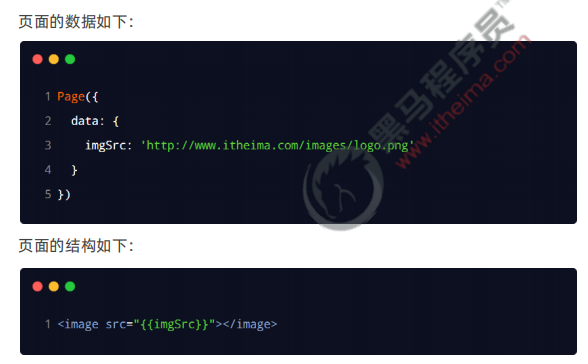 页面的数据如下:
1 Page({
2   data: {
3     imgSrc: 'http://www.itheima.com/images/logo.png'
4   }
5 })
黑马程序员™
www.itheima.com
页面的结构如下:
1 <image src="{{imgSrc}}"></image>